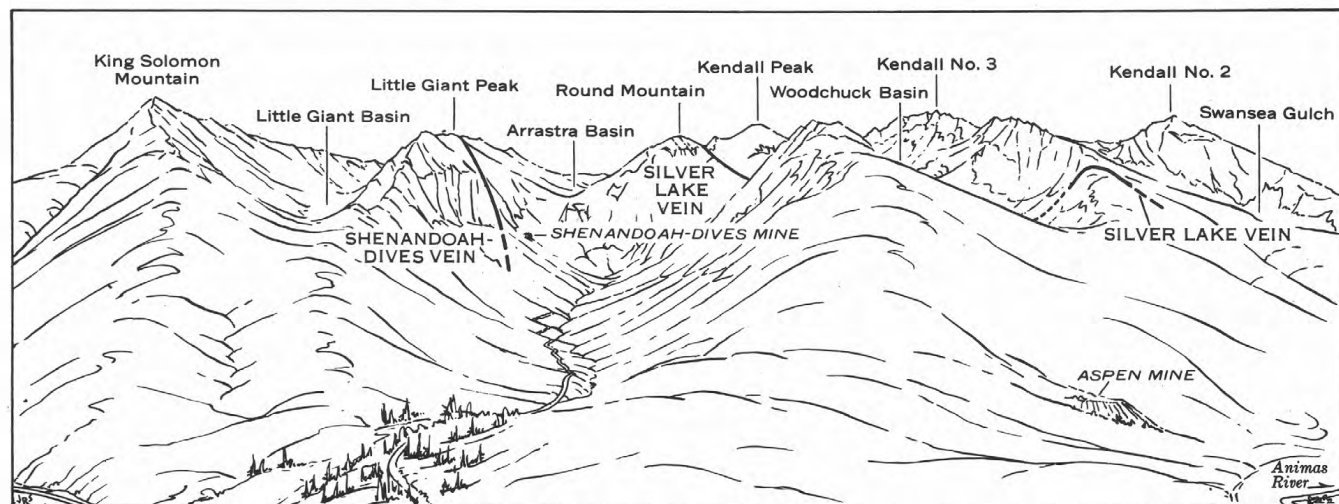 King Solomon
Mountain
Little Giant Basin
Little Giant Peak
Arrastra Basin
Round Mountain
Kendall Peak
Woodchuck Basin
Kendall No. 3
Kendall No. 2
Swansea Gulch
SILVER
LAKE
VEIN
SHENANDOAH-
DIVES VEIN
SHENANDOAH-DIVES MINE
SILVER LAKE VEIN
ASPEN MINE
Animas
River
JRS